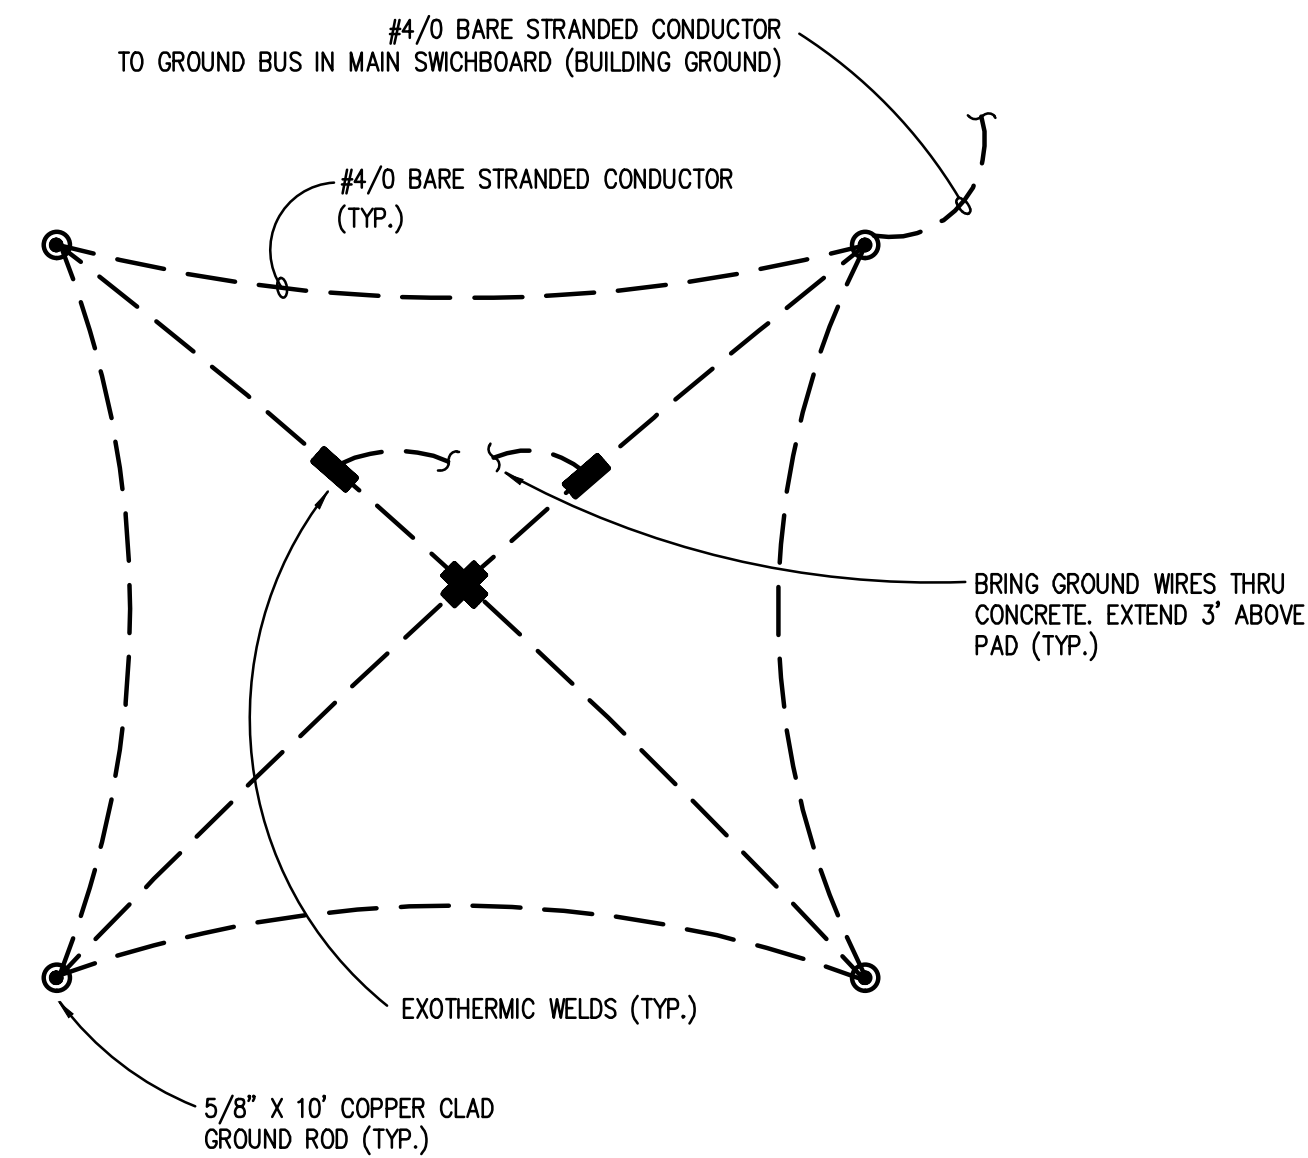 #4/0 BARE STRANDED CONDUCTOR
TO GROUND BUS IN MAIN SWICHBOARD (BUILDING GROUND)
#4/0 BARE STRANDED CONDUCTOR
(TYP.)
BRING GROUND WIRES THRU
CONCRETE. EXTEND 3' ABOVE
PAD (TYP.)
EXOTHERMIC WELDS (TYP.)
5/8" X 10' COPPER CLAD
GROUND ROD (TYP.)